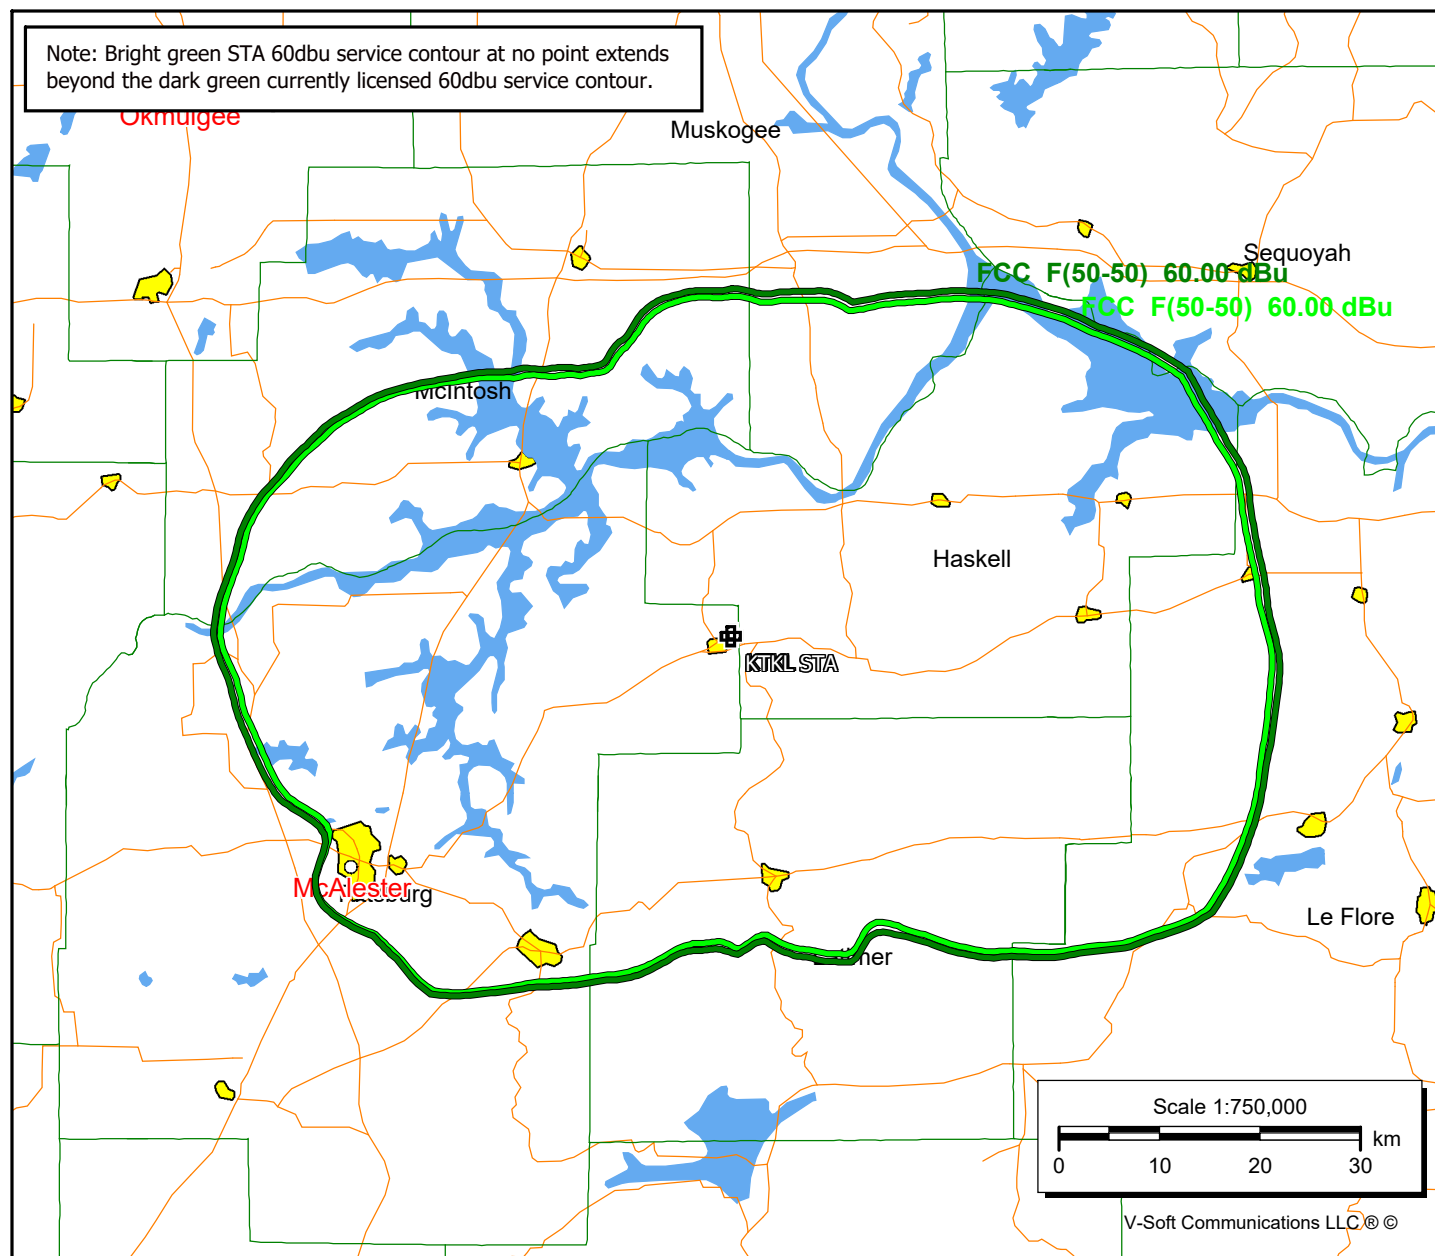 Note: Bright green STA 60dbu service contour at no point extends
beyond the dark green currently licensed 60dbu service contour.
Okmulgee
Muskogee
Sequoyah
FCC F(50-50) 60.00 dBu
FCC F(50-50) 60.00 dBu
McIntosh
Haskell
KTKL STA
McAlester
Pittsburg
Le Flore
Latimer
Scale 1:750,000
km
0 10 20 30
V-Soft Communications LLC ® ©